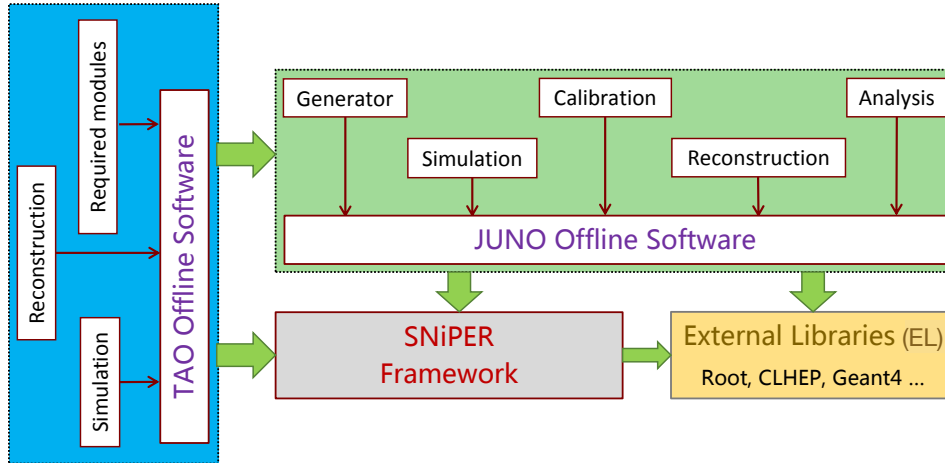 Required modules
Reconstruction
Simulation
TAO Offline Software
Generator
Calibration
Analysis
Simulation
Reconstruction
JUNO Offline Software
SNiPER
Framework
External Libraries (EL)
Root, CLHEP, Geant4 ...